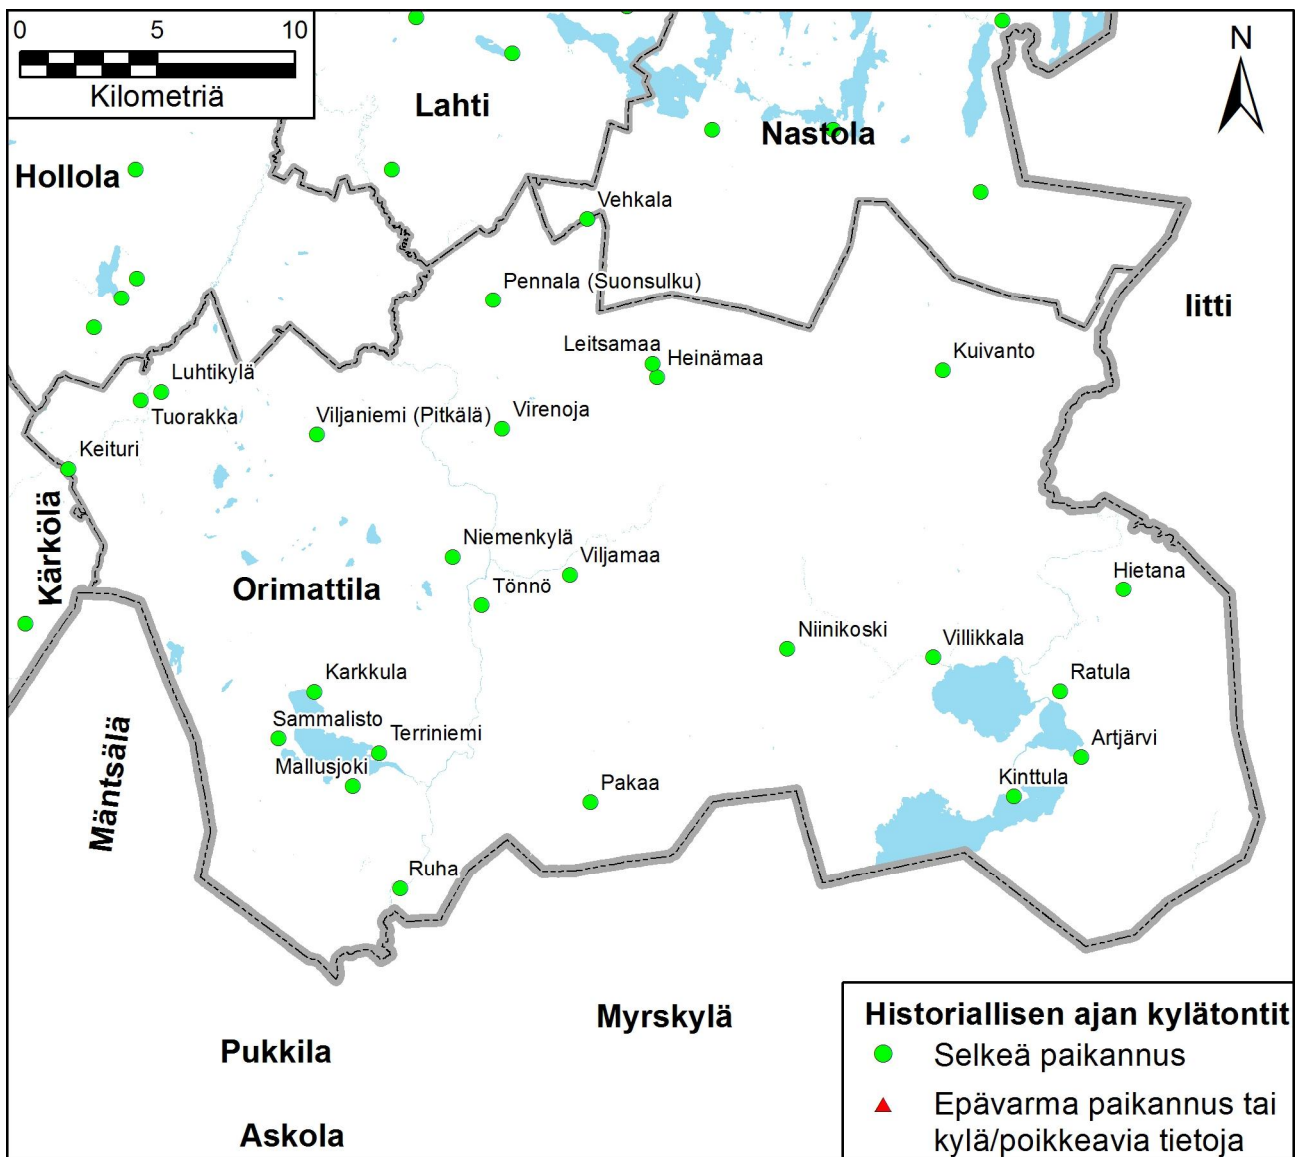 0 5 10
Kilometriä
N
Lahti
Nastola
Hollola
Vehkala
Pennala (Suonsulku)
Iitti
Leitsamaa
Heinämaa
Kuivanto
Luhtikylä
Tuorakka
Viljaniemi (Pitkälä)
Virenoja
Keituri
Kärkölä
Niemenkylä
Viljamaa
Hietana
Orimattila
Tönnö
Niinikoski
Villikkala
Karkkula
Ratula
Sammalisto
Terriniemi
Artjärvi
Mallusjoki
Mäntsälä
Pakaa
Kinttula
Ruha
Myrskylä
Pukkila
Askola
Historiallisen ajan kylätontit
Selkeä paikannus
Epävarma paikannus tai
kylä/poikkeavia tietoja